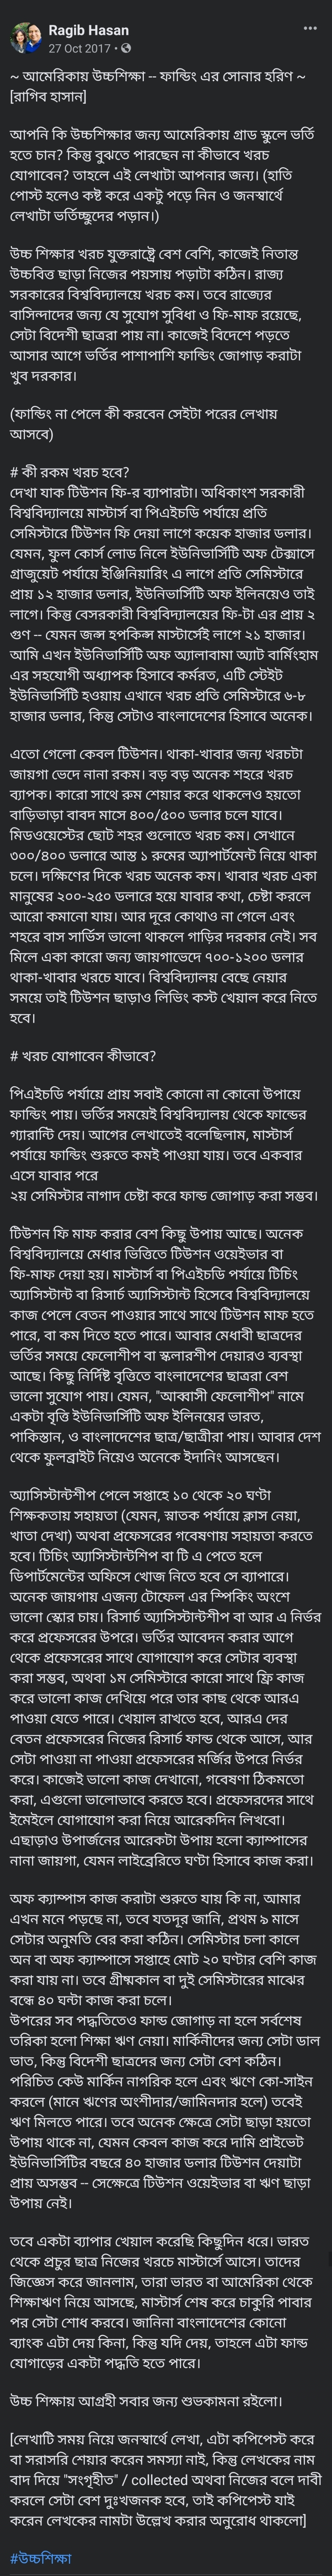 Ragib Hasan
27 Oct 2017
~ আমেরিকায় উচ্চশিক্ষা -- ফান্ডিং এর সোনার হরিণ ~
[রাগিব হাসান]
আপনি কি উচ্চশিক্ষার জন্য আমেরিকায় গ্রাড স্কুলে ভর্তি
হতে চান? কিন্তু বুঝতে পারছেন না কীভাবে খরচ
যোগাবেন? তাহলে এই লেখাটা আপনার জন্য। (হাতি
পোস্ট হলেও কষ্ট করে একটু পড়ে নিন ও জনস্বার্থে
লেখাটা ভর্তিচ্ছুদের পড়ান।)
উচ্চ শিক্ষার খরচ যুক্তরাষ্ট্রে বেশ বেশি, কাজেই নিতান্ত
উচ্চবিত্ত ছাড়া নিজের পয়সায় পড়াটা কঠিন। রাজ্য
সরকারের বিশ্ববিদ্যালয়ে খরচ কম। তবে রাজ্যের
বাসিন্দাদের জন্য যে সুযোগ সুবিধা ও ফি-মাফ রয়েছে,
সেটা বিদেশী ছাত্ররা পায় না। কাজেই বিদেশে পড়তে
আসার আগে ভর্তির পাশাপাশি ফান্ডিং জোগাড় করাটা
খুব দরকার।
(ফান্ডিং না পেলে কী করবেন সেইটা পরের লেখায়
আসবে)
# কী রকম খরচ হবে?
দেখা যাক টিউশন ফি-র ব্যাপারটা। অধিকাংশ সরকারী
বিশ্ববিদ্যালয়ে মাস্টার্স বা পিএইচডি পর্যায়ে প্রতি
সেমিস্টারে টিউশন ফি দেয়া লাগে কয়েক হাজার ডলার।
যেমন, ফুল কোর্স লোড নিলে ইউনিভার্সিটি অফ টেক্সাসে
গ্রাজুয়েট পর্যায়ে ইঞ্জিনিয়ারিং এ লাগে প্রতি সেমিস্টারে
প্রায় ১২ হাজার ডলার, ইউনিভার্সিটি অফ ইলিনয়েও তাই
লাগে। কিন্তু বেসরকারী বিশ্ববিদ্যালয়ের ফি-টা এর প্রায় ২
গুণ -- যেমন জন্স হপকিন্স মাস্টার্সেই লাগে ২১ হাজার।
আমি এখন ইউনিভার্সিটি অফ অ্যালাবামা অ্যাট বার্মিংহাম
এর সহযোগী অধ্যাপক হিসাবে কর্মরত, এটি স্টেইট
ইউনিভার্সিটি হওয়ায় এখানে খরচ প্রতি সেমিস্টারে ৬-৮
হাজার ডলার, কিন্তু সেটাও বাংলাদেশের হিসাবে অনেক।
এতো গেলো কেবল টিউশন। থাকা-খাবার জন্য খরচটা
জায়গা ভেদে নানা রকম। বড় বড় অনেক শহরে খরচ
ব্যাপক। কারো সাথে রুম শেয়ার করে থাকলেও হয়তো
বাড়িভাড়া বাবদ মাসে ৪০০/৫০০ ডলার চলে যাবে।
মিডওয়েস্টের ছোট শহর গুলোতে খরচ কম। সেখানে
৩০০/৪০০ ডলারে আস্ত ১ রুমের অ্যাপার্টমেন্ট নিয়ে থাকা
চলে। দক্ষিণের দিকে খরচ অনেক কম। খাবার খরচ একা
মানুষের ২০০-২৫০ ডলারে হয়ে যাবার কথা, চেষ্টা করলে
আরো কমানো যায়। আর দূরে কোথাও না গেলে এবং
শহরে বাস সার্ভিস ভালো থাকলে গাড়ির দরকার নেই। সব
মিলে একা কারো জন্য জায়গাভেদে ৭০০-১২০০ ডলার
থাকা-খাবার খরচে যাবে। বিশ্ববিদ্যালয় বেছে নেয়ার
সময়ে তাই টিউশন ছাড়াও লিভিং কস্ট খেয়াল করে নিতে
হবে।
# খরচ যোগাবেন কীভাবে?
পিএইচডি পর্যায়ে প্রায় সবাই কোনো না কোনো উপায়ে
ফান্ডিং পায়। ভর্তির সময়েই বিশ্ববিদ্যালয় থেকে ফান্ডের
গ্যারান্টি দেয়। আগের লেখাতেই বলেছিলাম, মাস্টার্স
পর্যায়ে ফান্ডিং শুরুতে কমই পাওয়া যায়। তবে একবার
এসে যাবার পরে
২য় সেমিস্টার নাগাদ চেষ্টা করে ফান্ড জোগাড় করা সম্ভব।
টিউশন ফি মাফ করার বেশ কিছু উপায় আছে। অনেক
বিশ্ববিদ্যালয়ে মেধার ভিত্তিতে টিউশন ওয়েইভার বা
ফি-মাফ দেয়া হয়। মাস্টার্স বা পিএইচডি পর্যায়ে টিচিং
অ্যাসিস্টান্ট বা রিসার্চ অ্যাসিস্টান্ট হিসেবে বিশ্ববিদ্যালয়ে
কাজ পেলে বেতন পাওয়ার সাথে সাথে টিউশন মাফ হতে
পারে, বা কম দিতে হতে পারে। আবার মেধাবী ছাত্রদের
ভর্তির সময়ে ফেলোশীপ বা স্কলারশীপ দেয়ারও ব্যবস্থা
আছে। কিছু নির্দিষ্ট বৃত্তিতে বাংলাদেশের ছাত্ররা বেশ
ভালো সুযোগ পায়। যেমন, "আব্বাসী ফেলোশীপ" নামে
একটা বৃত্তি ইউনিভার্সিটি অফ ইলিনয়ের ভারত,
পাকিস্তান, ও বাংলাদেশের ছাত্র/ছাত্রীরা পায়। আবার দেশ
থেকে ফুলব্রাইট নিয়েও অনেকে ইদানিং আসছেন।
অ্যাসিস্টান্টশীপ পেলে সপ্তাহে ১০ থেকে ২০ ঘণ্টা
শিক্ষকতায় সহায়তা (যেমন, স্নাতক পর্যায়ে ক্লাস নেয়া,
খাতা দেখা) অথবা প্রফেসরের গবেষণায় সহায়তা করতে
হবে। টিচিং অ্যাসিস্টান্টশিপ বা টি এ পেতে হলে
ডিপার্টমেন্টের অফিসে খোজ নিতে হবে সে ব্যাপারে।
অনেক জায়গায় এজন্য টোফেল এর স্পিকিং অংশে
ভালো স্কোর চায়। রিসার্চ অ্যাসিস্টান্টশীপ বা আর এ নির্ভর
করে প্রফেসরের উপরে। ভর্তির আবেদন করার আগে
থেকে প্রফেসরের সাথে যোগাযোগ করে সেটার ব্যবস্থা
করা সম্ভব, অথবা ১ম সেমিস্টারে কারো সাথে ফ্রি কাজ
করে ভালো কাজ দেখিয়ে পরে তার কাছ থেকে আরএ
পাওয়া যেতে পারে। খেয়াল রাখতে হবে, আরএ দের
বেতন প্রফেসরের নিজের রিসার্চ ফান্ড থেকে আসে, আর
সেটা পাওয়া না পাওয়া প্রফেসরের মর্জির উপরে নির্ভর
করে। কাজেই ভালো কাজ দেখানো, গবেষণা ঠিকমতো
করা, এগুলো ভালোভাবে করতে হবে। প্রফেসরদের সাথে
ইমেইলে যোগাযোগ করা নিয়ে আরেকদিন লিখবো।
এছাড়াও উপার্জনের আরেকটা উপায় হলো ক্যাম্পাসের
নানা জায়গা, যেমন লাইব্রেরিতে ঘণ্টা হিসাবে কাজ করা।
অফ ক্যাম্পাস কাজ করাটা শুরুতে যায় কি না, আমার
এখন মনে পড়ছে না, তবে যতদূর জানি, প্রথম ৯ মাসে
সেটার অনুমতি বের করা কঠিন। সেমিস্টার চলা কালে
অন বা অফ ক্যাম্পাসে সপ্তাহে মোট ২০ ঘণ্টার বেশি কাজ
করা যায় না। তবে গ্রীষ্মকাল বা দুই সেমিস্টারের মাঝের
বন্ধে ৪০ ঘন্টা কাজ করা চলে।
উপরের সব পদ্ধতিতেও ফান্ড জোগাড় না হলে সর্বশেষ
তরিকা হলো শিক্ষা ঋণ নেয়া। মার্কিনীদের জন্য সেটা ডাল
ভাত, কিন্তু বিদেশী ছাত্রদের জন্য সেটা বেশ কঠিন।
পরিচিত কেউ মার্কিন নাগরিক হলে এবং ঋণে কো-সাইন
করলে (মানে ঋণের অংশীদার/জামিনদার হলে) তবেই
ঋণ মিলতে পারে। তবে অনেক ক্ষেত্রে সেটা ছাড়া হয়তো
উপায় থাকে না, যেমন কেবল কাজ করে দামি প্রাইভেট
ইউনিভার্সিটির বছরে ৪০ হাজার ডলার টিউশন দেয়াটা
প্রায় অসম্ভব -- সেক্ষেত্রে টিউশন ওয়েইভার বা ঋণ ছাড়া
উপায় নেই।
তবে একটা ব্যাপার খেয়াল করেছি কিছুদিন ধরে। ভারত
থেকে প্রচুর ছাত্র নিজের খরচে মাস্টার্সে আসে। তাদের
জিজ্ঞেস করে জানলাম, তারা ভারত বা আমেরিকা থেকে
শিক্ষাঋণ নিয়ে আসছে, মাস্টার্স শেষ করে চাকুরি পাবার
পর সেটা শোধ করবে। জানিনা বাংলাদেশের কোনো
ব্যাংক এটা দেয় কিনা, কিন্তু যদি দেয়, তাহলে এটা ফান্ড
যোগাড়ের একটা পদ্ধতি হতে পারে।
উচ্চ শিক্ষায় আগ্রহী সবার জন্য শুভকামনা রইলো।
[লেখাটি সময় নিয়ে জনস্বার্থে লেখা, এটা কপিপেস্ট করে
বা সরাসরি শেয়ার করেন সমস্যা নাই, কিন্তু লেখকের নাম
বাদ দিয়ে "সংগৃহীত" / collected অথবা নিজের বলে দাবী
করলে সেটা বেশ দুঃখজনক হবে, তাই কপিপেস্ট যাই
করেন লেখকের নামটা উল্লেখ করার অনুরোধ থাকলো]
#উচ্চশিক্ষা